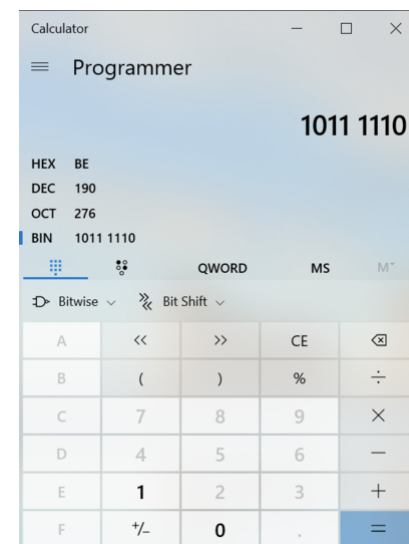 Calculator
Programmer
1011 1110
HEX BE
DEC 190
OCT 276
BIN 1011 1110
QWORD MS M˅
Bitwise Bit Shift
A << >> CE
B ( ) % ÷
C 7 8 9 ×
D 4 5 6 −
E 1 2 3 +
F +/− 0 . =